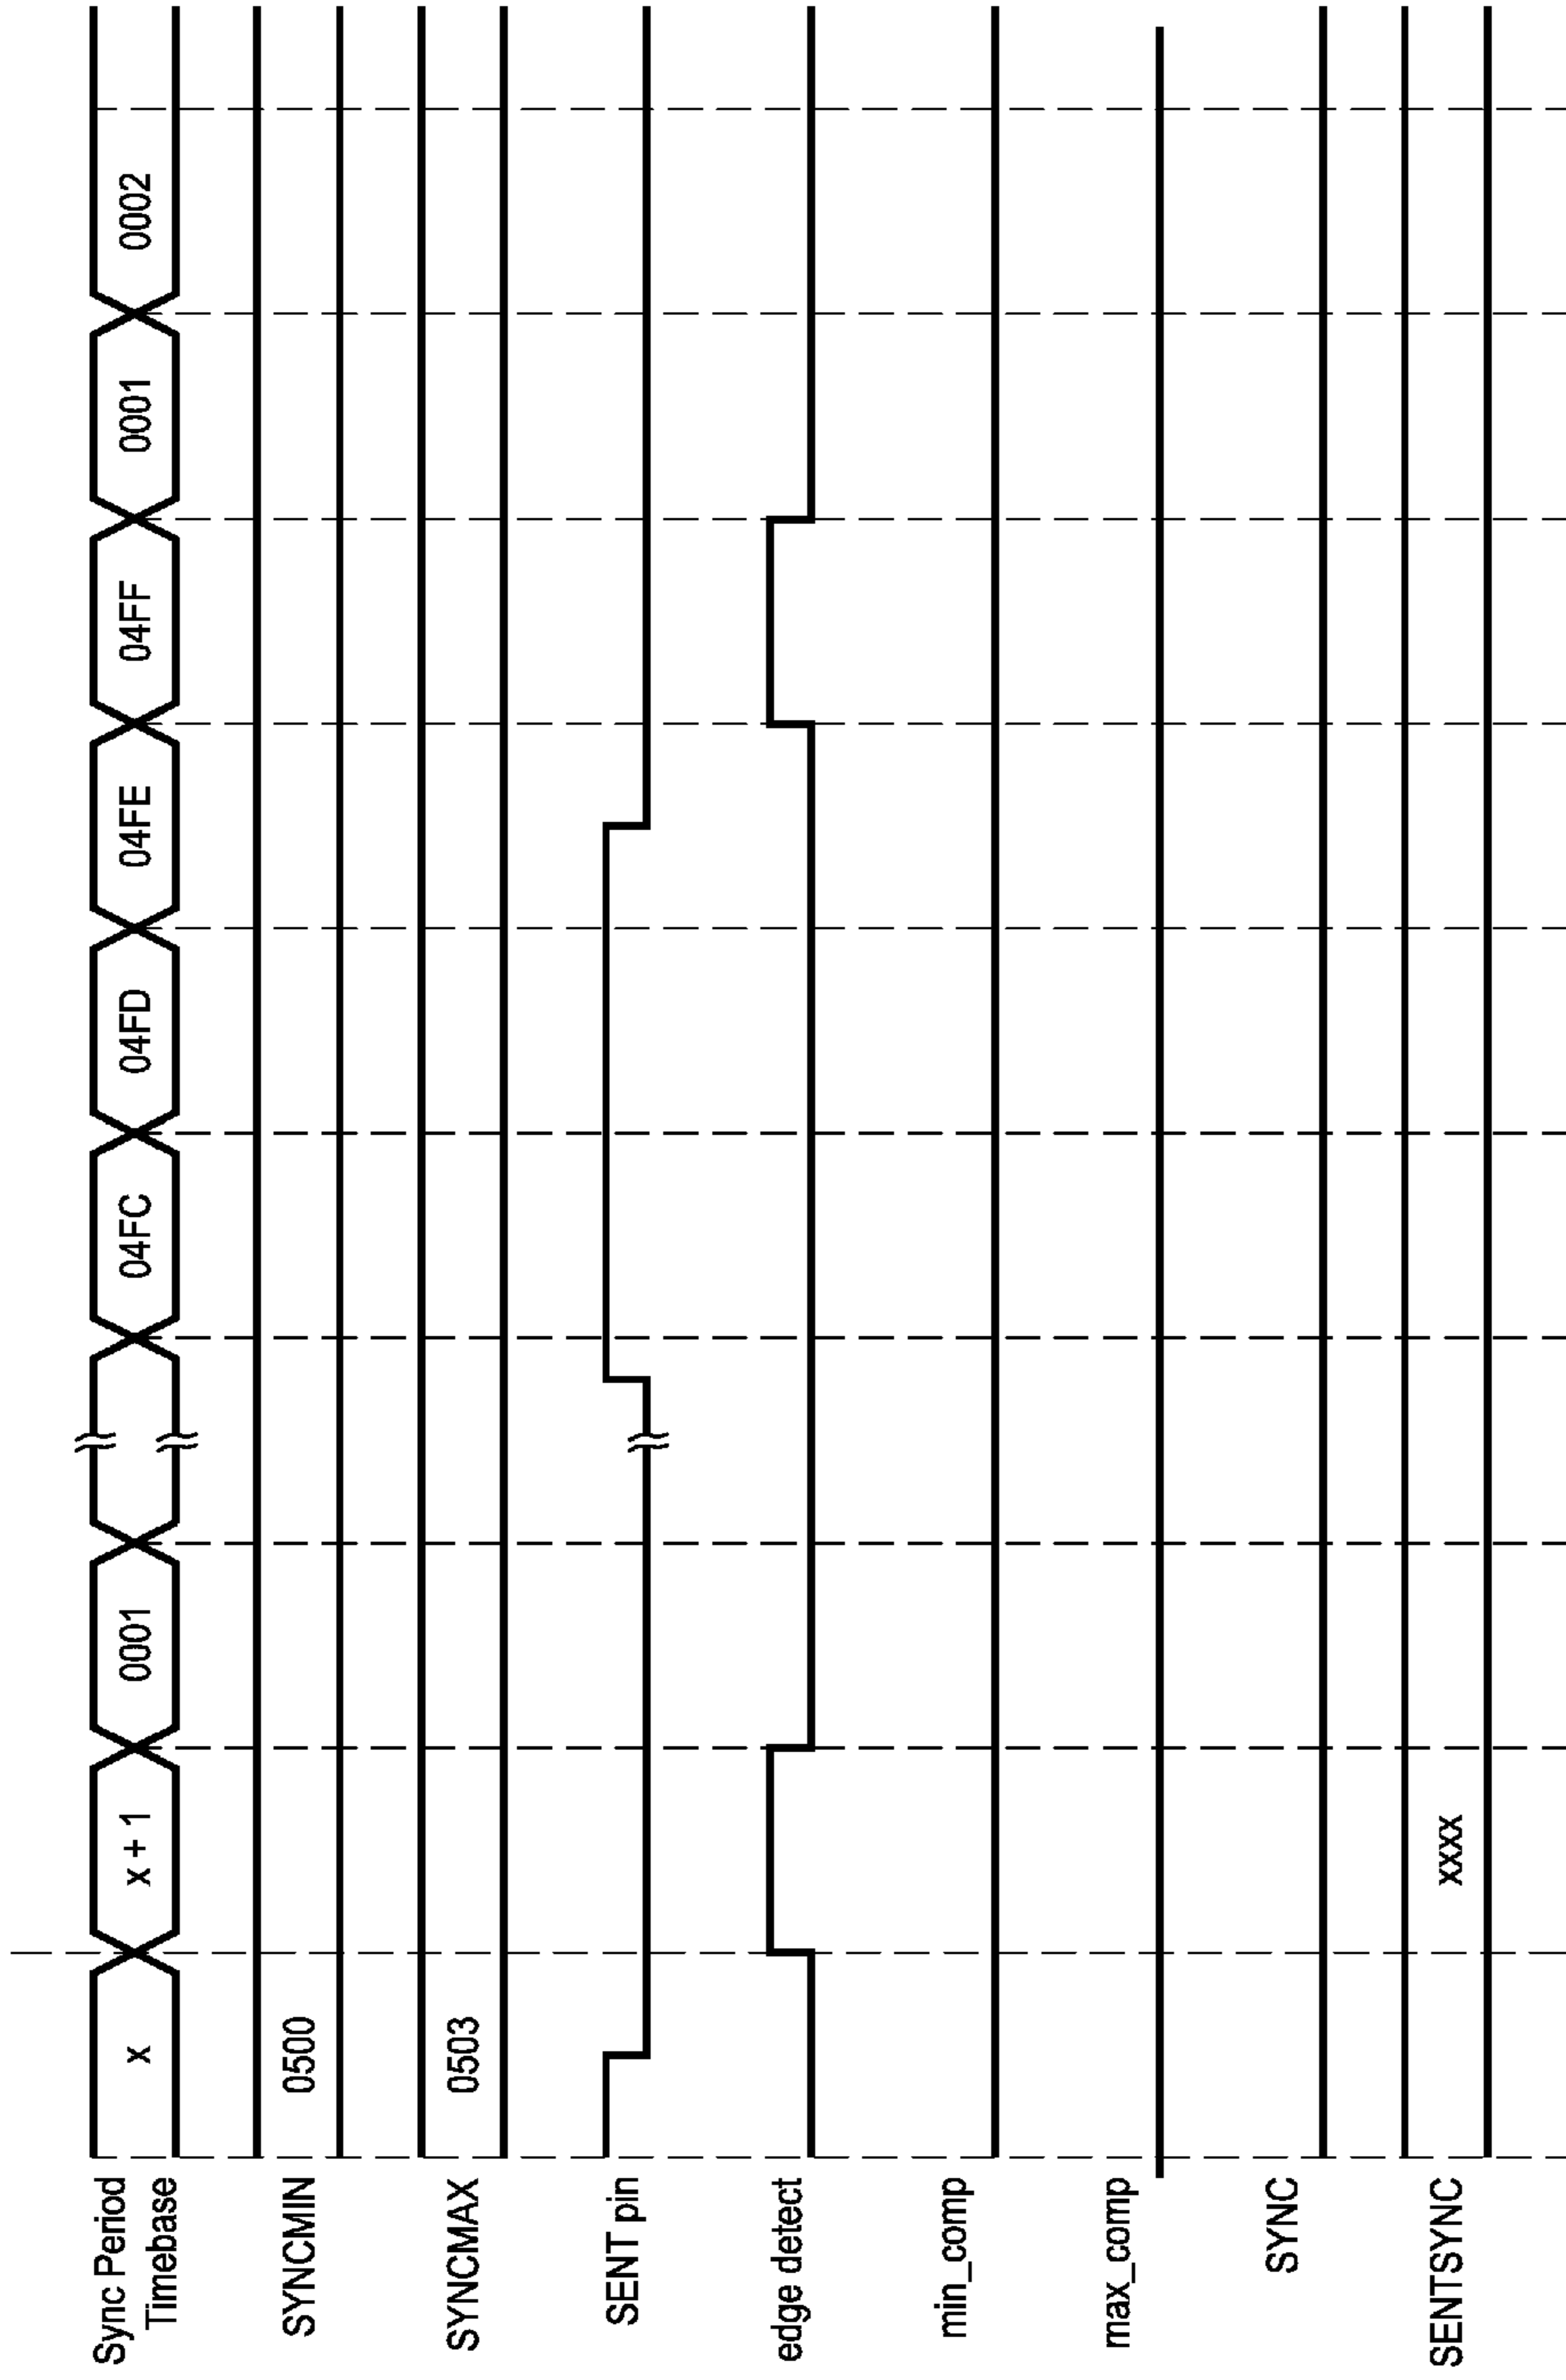 Sync Period
Timebase
x
x + 1
0001
04FC
04FD
04FE
04FF
0001
0002
SYNCMIN
0500
SYNCMAX
0503
SENT pin
edge detect
min_comp
max_comp
SYNC
SENTSYNC
xxxx